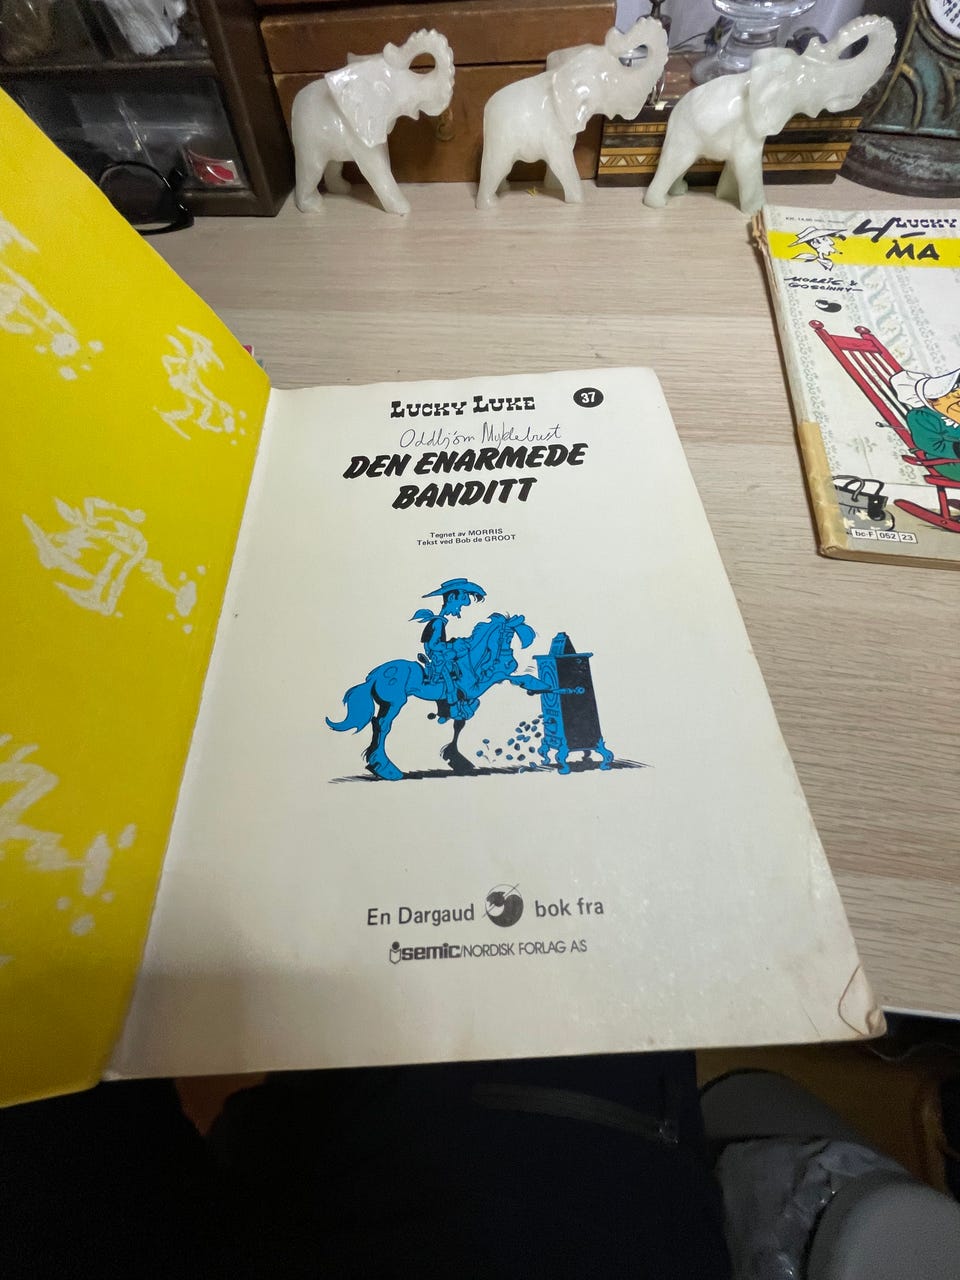 LUCKY LUKE 37
Oddbjørn Myklebust
DEN ENARMEDE
BANDITT
Tegnet av MORRIS
Tekst ved Bob de GROOT
En Dargaud bok fra
semic/NORDISK FORLAG A.S
LUCKY
MA
MORRIS &
GOSCINNY
bc-F 052 23